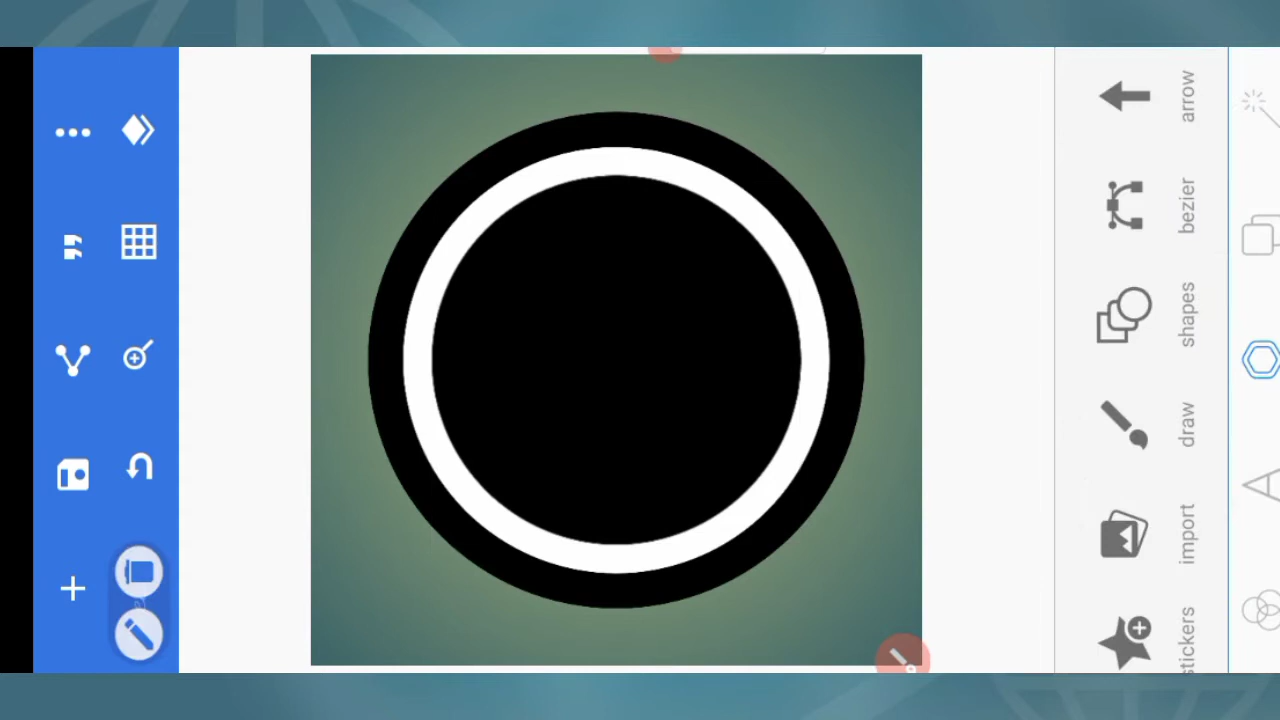 arrow
bezier
shapes
draw
import
stickers